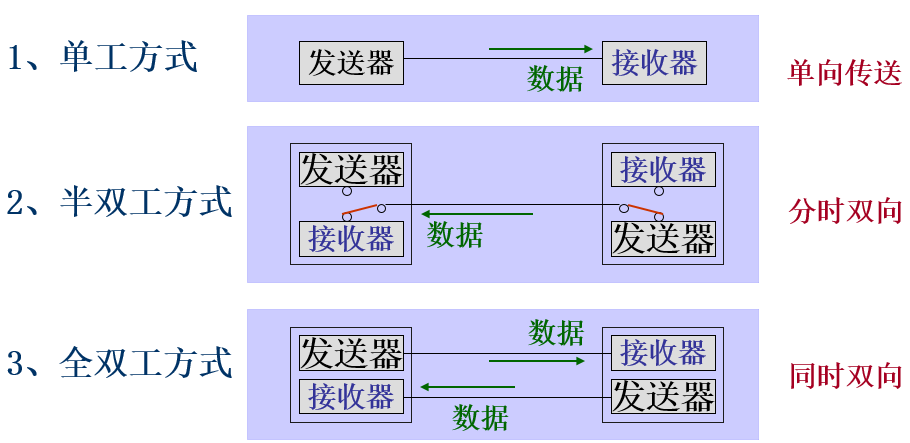 1、单工方式
发送器
接收器
数据
单向传送
2、半双工方式
发送器
接收器
接收器
数据
发送器
分时双向
3、全双工方式
数据
发送器
接收器
接收器
发送器
数据
同时双向